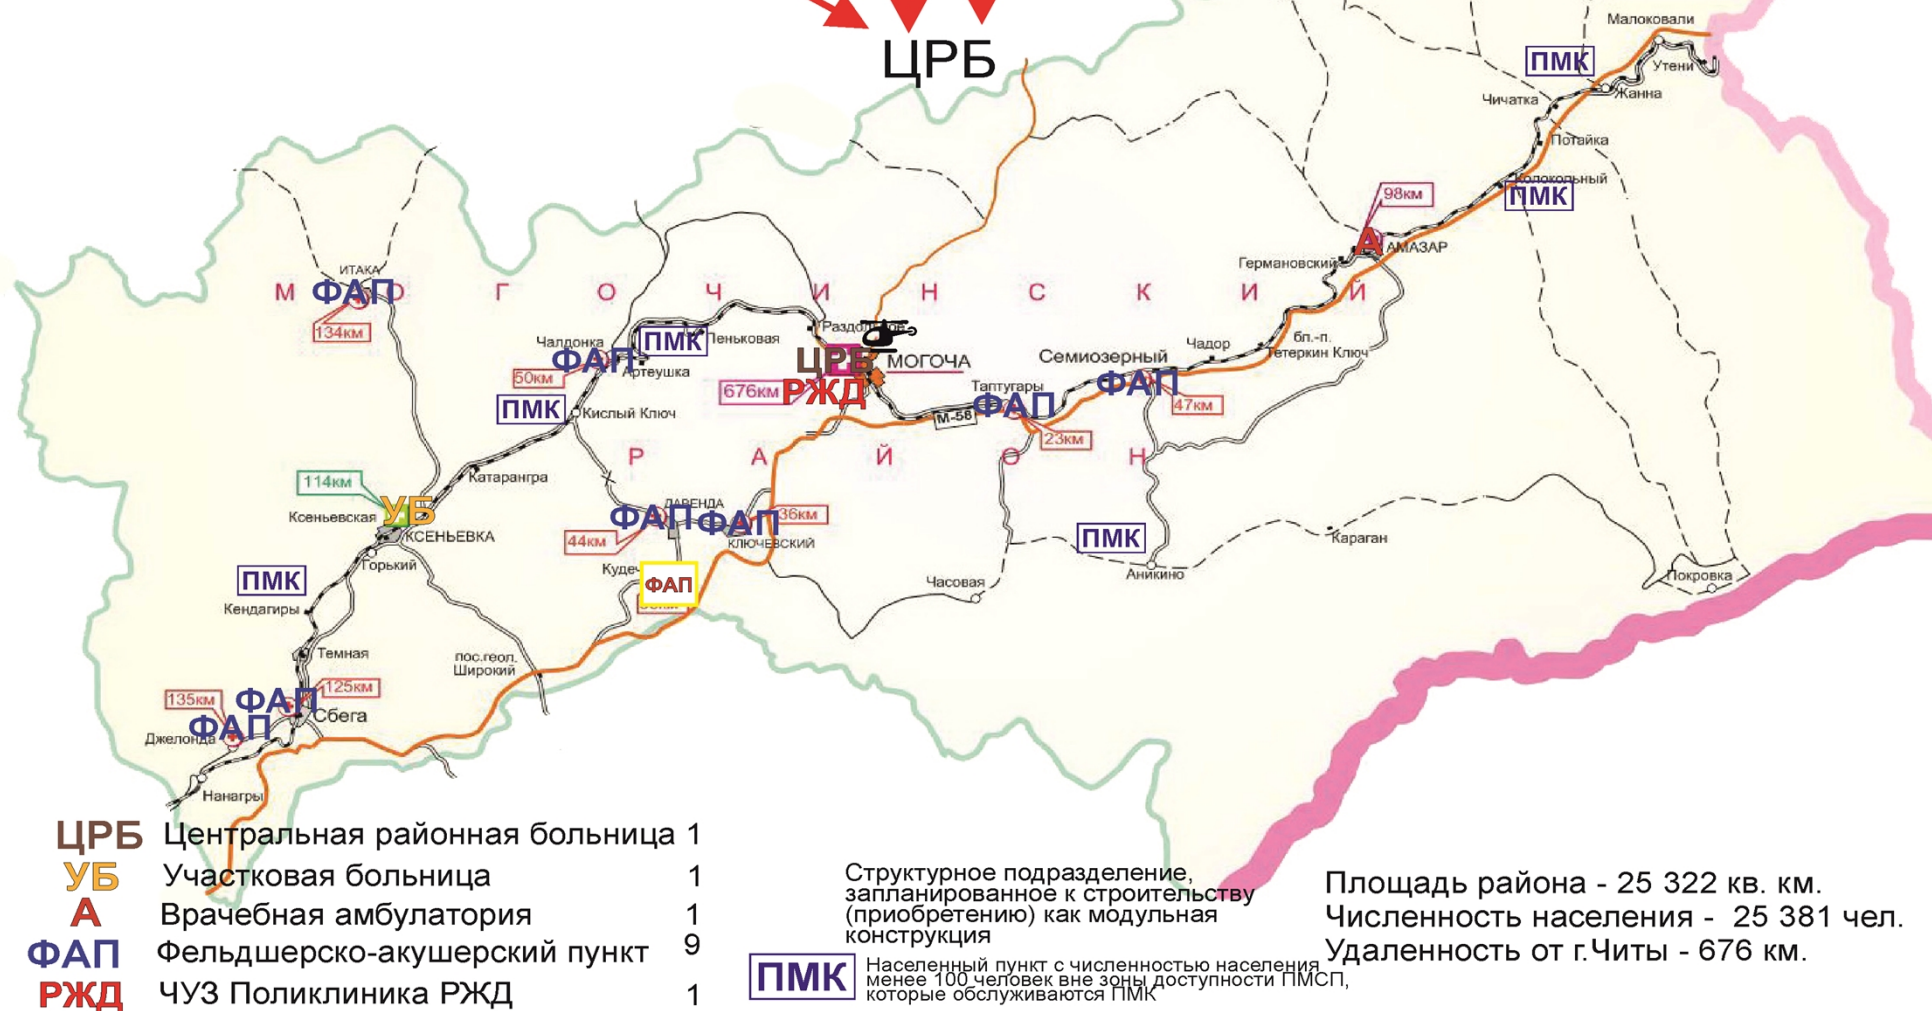 ЦРБ
Малоковали
ПМК
Утени
Жанна
Чичатка
Потайка
Колокольный
ПМК
98км
А
АМАЗАР
Германовский
ИТАКА
ФАП
134км
М О Г О Ч И Н С К И Й
Раздольное
Чалдонка
ПМК
Пеньковая
ФАП
Артеушка
50км
ЦРБ
МОГОЧА
РЖД
676км
Семиозерный
Чадор
бл.-п.
Тетеркин Ключ
ФАП
47км
Таптугары
ФАП
М-58
23км
ПМК
Кислый Ключ
Р А Й О Н
Катарангра
114км
УБ
Ксеньевская
КСЕНЬЕВКА
ДАВЕНДА
ФАП
44км
ФАП
36км
КЛЮЧЕВСКИЙ
ПМК
Аникино
Караган
Покровка
Часовая
Горький
ПМК
Кендагиры
ФАП
Темная
пос.геол.
Широкий
125км
ФАП
135км
ФАП
Сбега
Джелонда
Нанагры
ЦРБ Центральная районная больница 1
УБ Участковая больница 1
А Врачебная амбулатория 1
ФАП Фельдшерско-акушерский пункт 9
РЖД ЧУЗ Поликлиника РЖД 1
Структурное подразделение,
запланированное к строительству
(приобретению) как модульная
конструкция
ПМК
Населенный пункт с численностью населения
менее 100 человек вне зоны доступности ПМСП,
которые обслуживаются ПМК
Площадь района - 25 322 кв. км.
Численность населения - 25 381 чел.
Удаленность от г.Читы - 676 км.